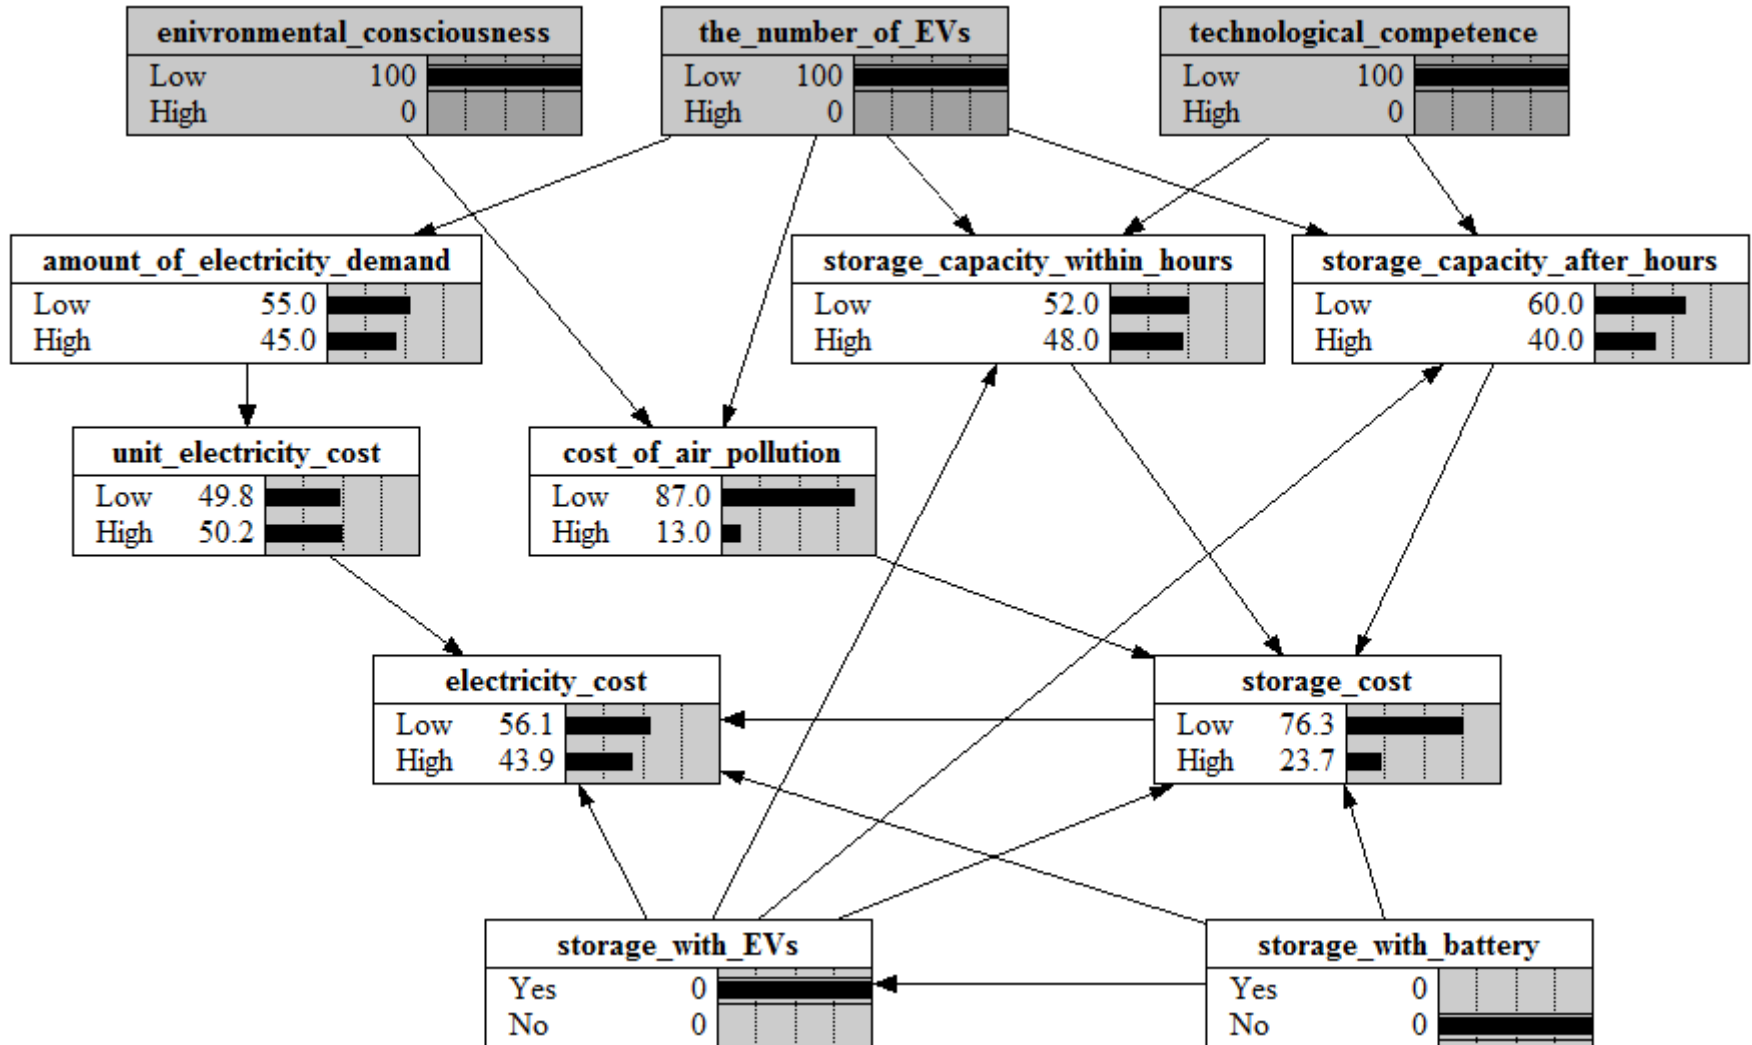 enivronmental_consciousness
Low 100
High 0
the_number_of_EVs
Low 100
High 0
technological_competence
Low 100
High 0
amount_of_electricity_demand
Low 55.0
High 45.0
storage_capacity_within_hours
Low 52.0
High 48.0
storage_capacity_after_hours
Low 60.0
High 40.0
unit_electricity_cost
Low 49.8
High 50.2
cost_of_air_pollution
Low 87.0
High 13.0
electricity_cost
Low 56.1
High 43.9
storage_cost
Low 76.3
High 23.7
storage_with_EVs
Yes 0
No 0
storage_with_battery
Yes 0
No 0